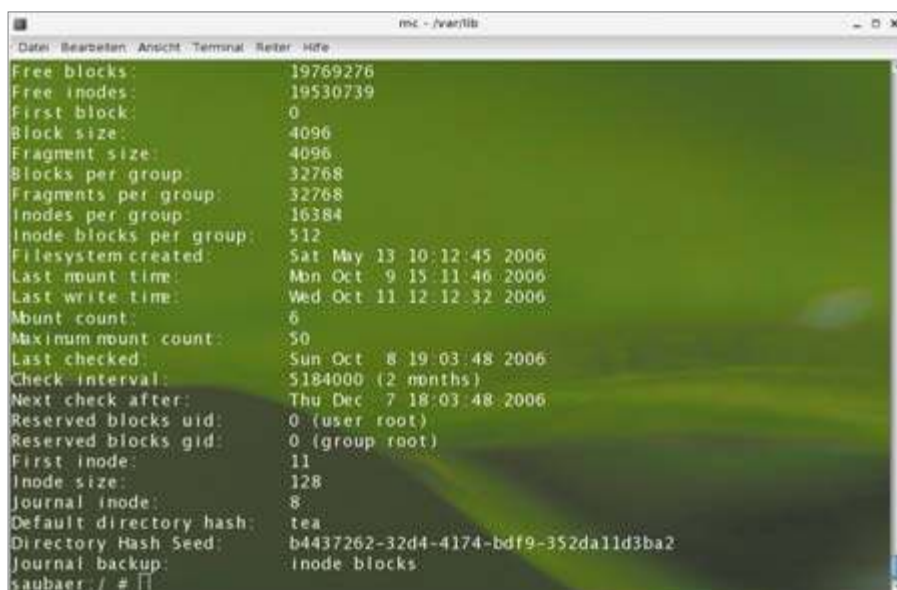 mc - /var/lib
Datei Bearbeiten Ansicht Terminal Reiter Hilfe
Free blocks: 19769276
Free inodes: 19530739
First block: 0
Block size: 4096
Fragment size: 4096
Blocks per group: 32768
Fragments per group: 32768
Inodes per group: 16384
Inode blocks per group: 512
Filesystem created: Sat May 13 10:12:45 2006
Last mount time: Mon Oct 9 15:11:46 2006
Last write time: Wed Oct 11 12:12:32 2006
Mount count: 6
Maximum mount count: 50
Last checked: Sun Oct 8 19:03:48 2006
Check interval: 5184000 (2 months)
Next check after: Thu Dec 7 18:03:48 2006
Reserved blocks uid: 0 (user root)
Reserved blocks gid: 0 (group root)
First inode: 11
Inode size: 128
Journal inode: 8
Default directory hash: tea
Directory Hash Seed: b4437262-32d4-4174-bdf9-352da11d3ba2
Journal backup: inode blocks
saubaer:/ #